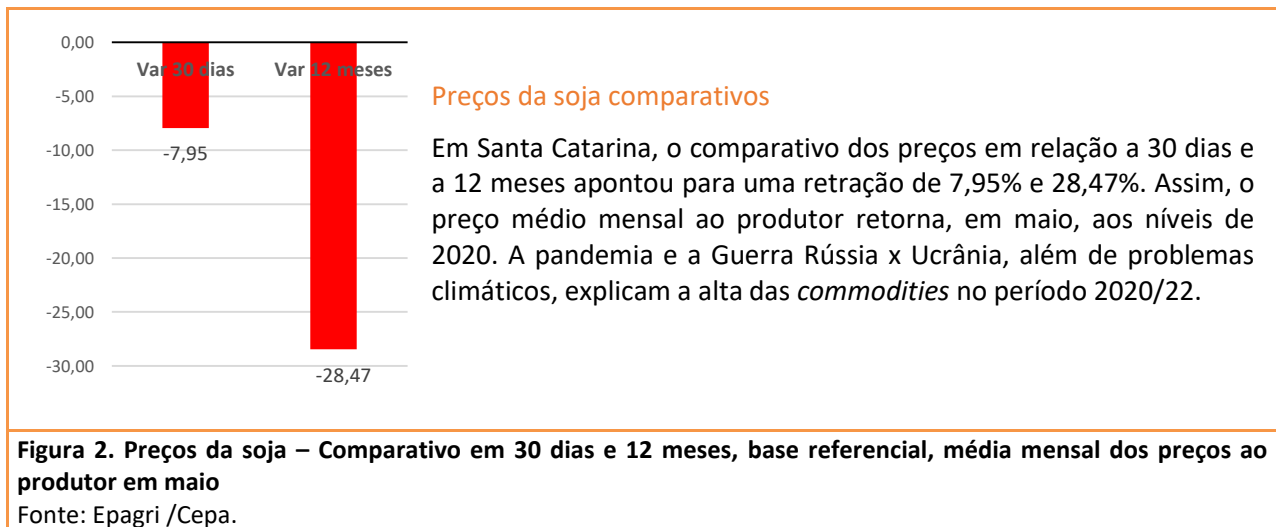 0,00
Var 30 dias Var 12 meses
-5,00
-10,00
-7,95
-15,00
-20,00
-25,00
-30,00
-28,47
Preços da soja comparativos
Em Santa Catarina, o comparativo dos preços em relação a 30 dias e
a 12 meses apontou para uma retração de 7,95% e 28,47%. Assim, o
preço médio mensal ao produtor retorna, em maio, aos níveis de
2020. A pandemia e a Guerra Rússia x Ucrânia, além de problemas
climáticos, explicam a alta das commodities no período 2020/22.
Figura 2. Preços da soja – Comparativo em 30 dias e 12 meses, base referencial, média mensal dos preços ao
produtor em maio
Fonte: Epagri /Cepa.